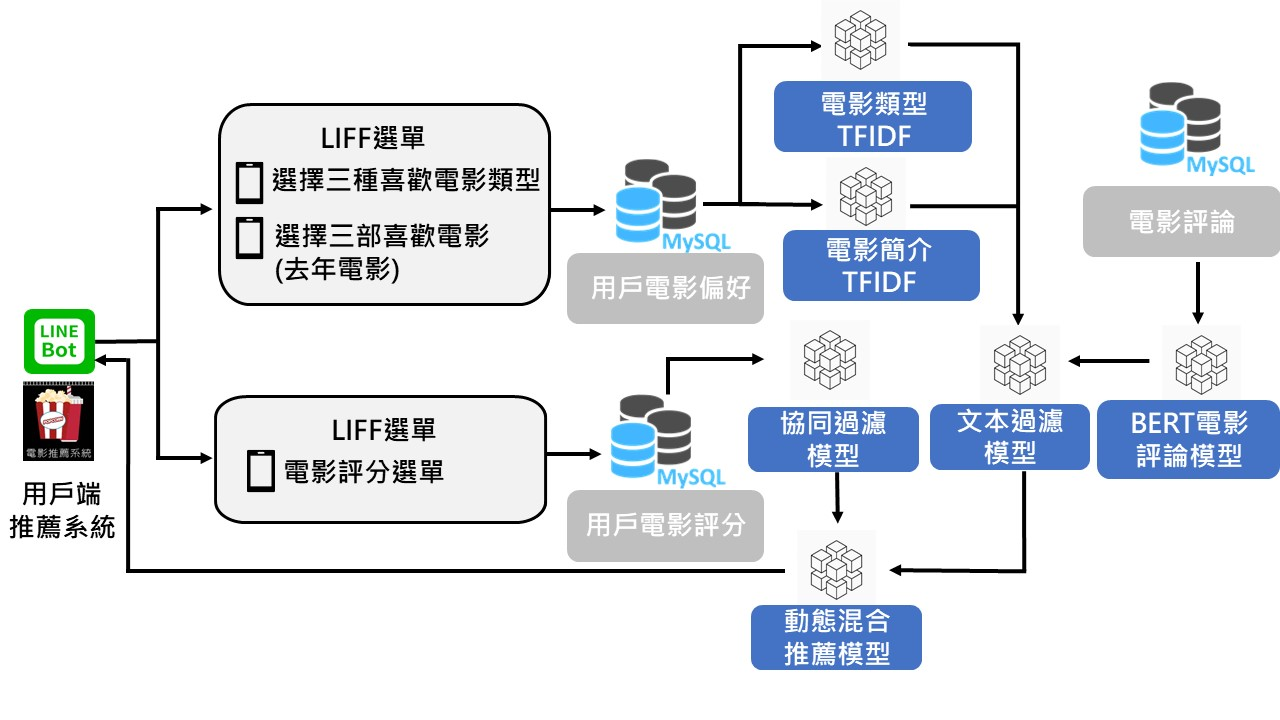 LIFF選單
選擇三種喜歡電影類型
選擇三部喜歡電影
(去年電影)
MySQL
用戶電影偏好
電影類型
TFIDF
電影簡介
TFIDF
MySQL
電影評論
LINE
Bot
POPCORN
電影推薦系統
用戶端
推薦系統
LIFF選單
電影評分選單
MySQL
用戶電影評分
協同過濾
模型
文本過濾
模型
BERT電影
評論模型
動態混合
推薦模型